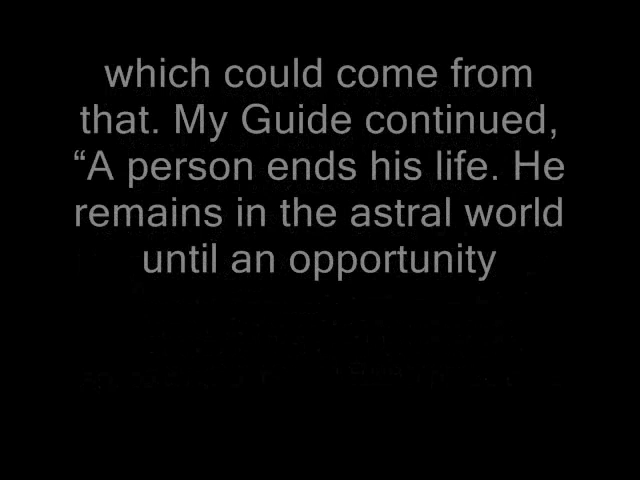 which could come from
that. My Guide continued,
“A person ends his life. He
remains in the astral world
until an opportunity